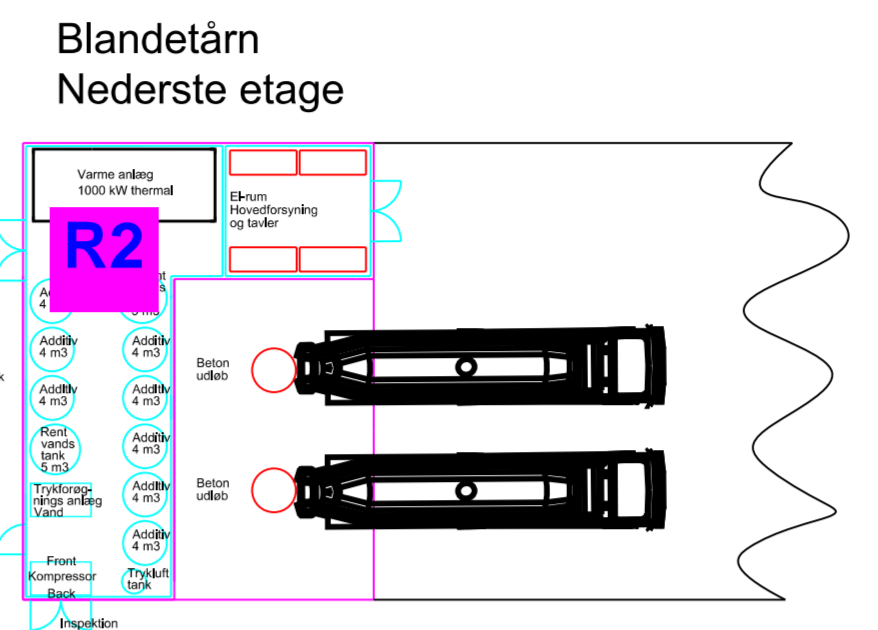 Blandetårn
Nederste etage
Varme anlæg
1000 kW thermal
El-rum
Hovedforsyning
og tavler
R2
4
Additiv
4 m3
Additiv
4 m3
Additiv
4 m3
Additiv
4 m3
Rent
vands
tank
5 m3
Additiv
4 m3
Trykforøg-
nings anlæg
Vand
Additiv
4 m3
Additiv
4 m3
Front
Kompressor
Back
Trykluft
tank
Inspektion
Beton
udløb
Beton
udløb